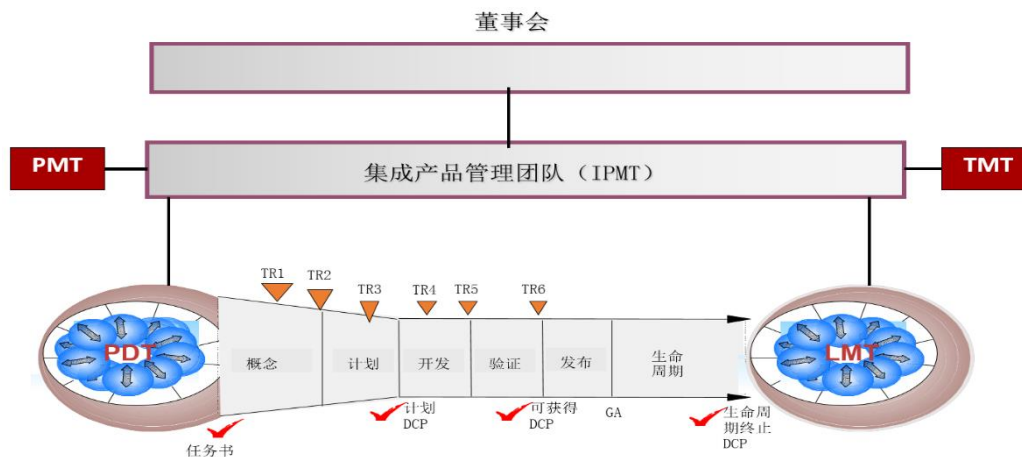 董事会
PMT
集成产品管理团队（IPMT）
TMT
TR1
TR2
TR3
TR4
TR5
TR6
PDT
概念
计划
开发
验证
发布
生命
周期
LMT
任务书
计划
DCP
可获得
DCP
GA
生命周
期终止
DCP